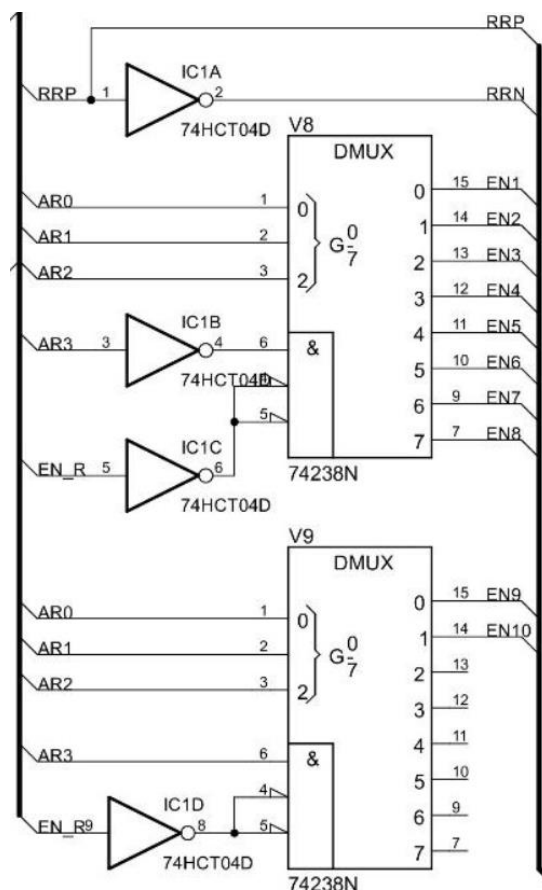 RRP
IC1A
RRP 1 2 RRN
74HCT04D
V8
DMUX
0 15 EN1
AR0 1 0
1 14 EN2
AR1 2 G 0/7
2 13 EN3
AR2 3 2
3 12 EN4
IC1B
AR3 3 4 6 &
4 11 EN5
74HCT04D 4
5 10 EN6
5
6 9 EN7
IC1C
7 7 EN8
EN_R 5 6
74238N
74HCT04D
V9
DMUX
0 15 EN9
AR0 1 0
1 14 EN10
AR1 2 G 0/7
2 13
AR2 3 2
3 12
4 11
AR3 6 &
5 10
4
IC1D
6 9
EN_R 9 8 5
7 7
74HCT04D
74238N